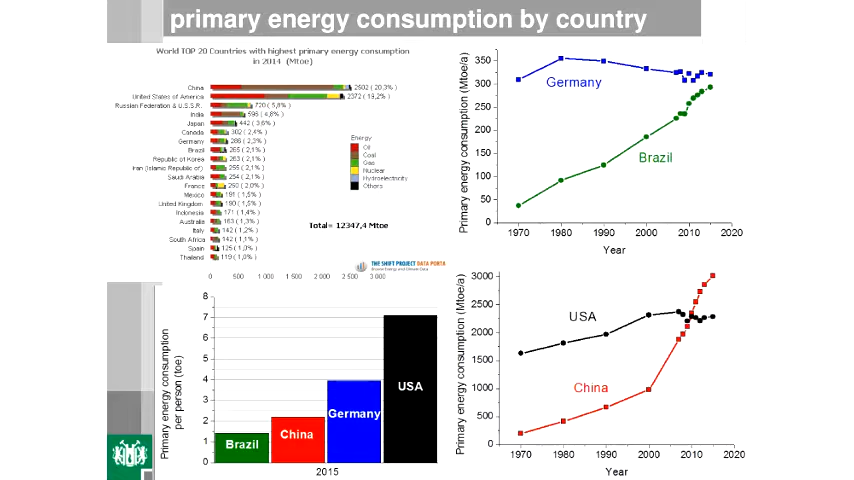 primary energy consumption by country
World TOP 20 Countries with highest primary energy consumption
in 2014 (Mtoe)
China
2502 (20,3%)
United States of America
2372 (19,2%)
Russian Federation & U.S.S.R.
720 (5,8%)
India
595 (4,8%)
Japan
442 (3,6%)
Canada
302 (2,4%)
Germany
286 (2,3%)
Brazil
265 (2,1%)
Republic of Korea
263 (2,1%)
Iran (Islamic Republic of)
255 (2,1%)
Saudi Arabia
254 (2,1%)
France
250 (2,0%)
Mexico
191 (1,5%)
United Kingdom
190 (1,5%)
Indonesia
171 (1,4%)
Australia
163 (1,3%)
Italy
142 (1,2%)
South Africa
142 (1,1%)
Spain
125 (1,0%)
Thailand
119 (1,0%)
Energy
Oil
Coal
Gas
Nuclear
Hydroelectricity
Others
Total= 12347,4 Mtoe
THE SHIFT PROJECT DATA PORTA
0 500 1 000 1 500 2 000 2 500 3 000
Primary energy consumption (Mtoe/a)
350
300
250
200
150
100
50
0
Germany
Brazil
1970 1980 1990 2000 2010 2020
Year
Primary energy consumption
per person (toe)
8
7
6
5
4
3
2
1
0
Brazil
China
Germany
USA
2015
Primary energy consumption (Mtoe/a)
3000
2500
2000
1500
1000
500
0
USA
China
1970 1980 1990 2000 2010 2020
Year